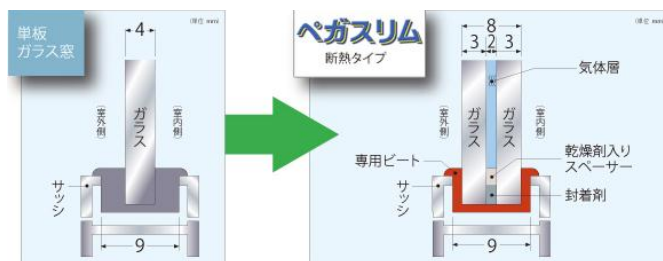 (単位 mm)
単板
ガラス窓
4
(室外側)
ガラス
(室内側)
サッシ
9
ペガスリム
断熱タイプ
(単位 mm)
8
3 2 3
気体層
(室外側)
ガラス
ガラス
(室内側)
専用ビート
乾燥剤入り
スペーサー
サッシ
封着剤
9